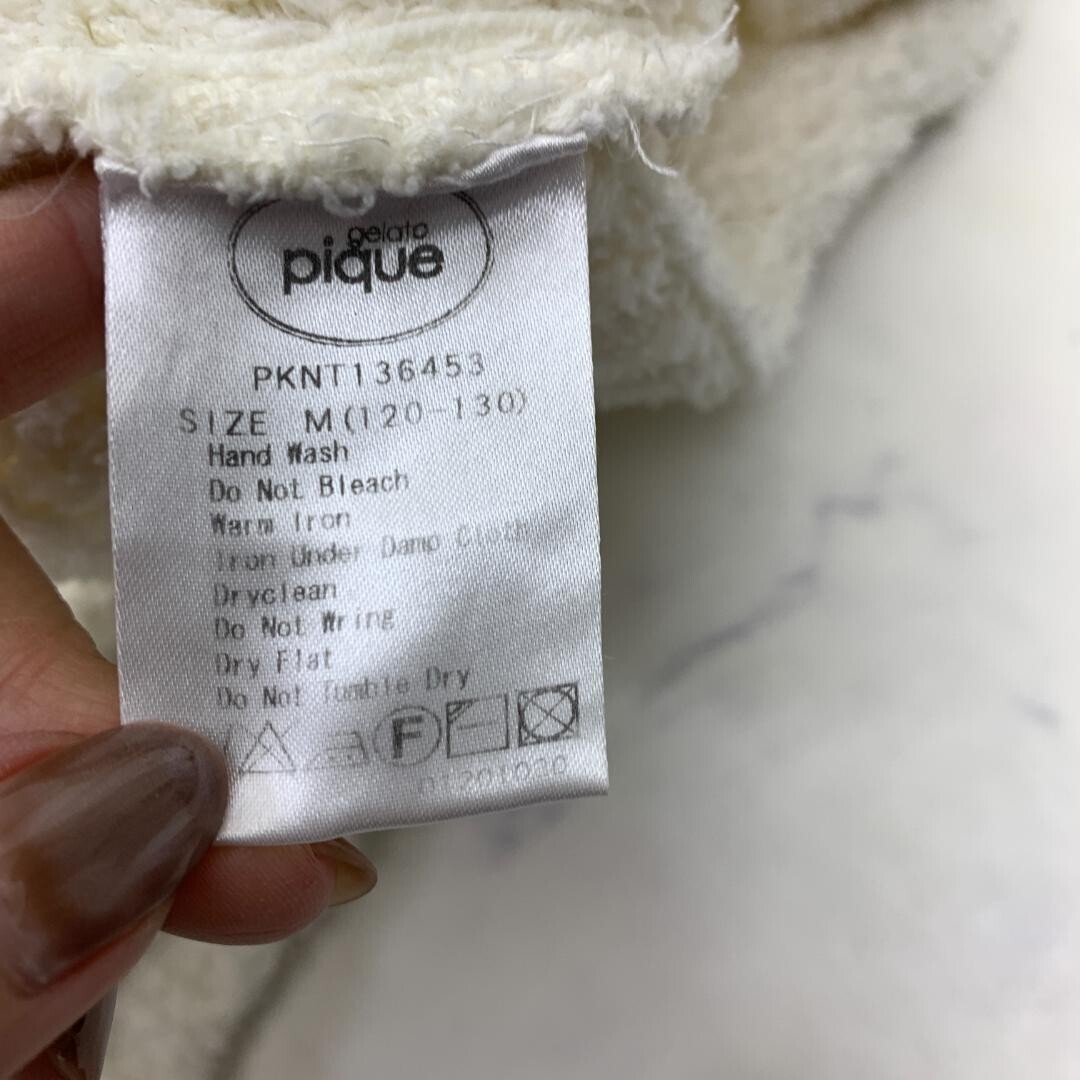 gelato
pique
PKNT136453
SIZE M(120-130)
Hand Wash
Do Not Bleach
Warm Iron
Iron Under Damp Cloth
Dryclean
Do Not Wring
Dry Flat
Do Not Tumble Dry
F